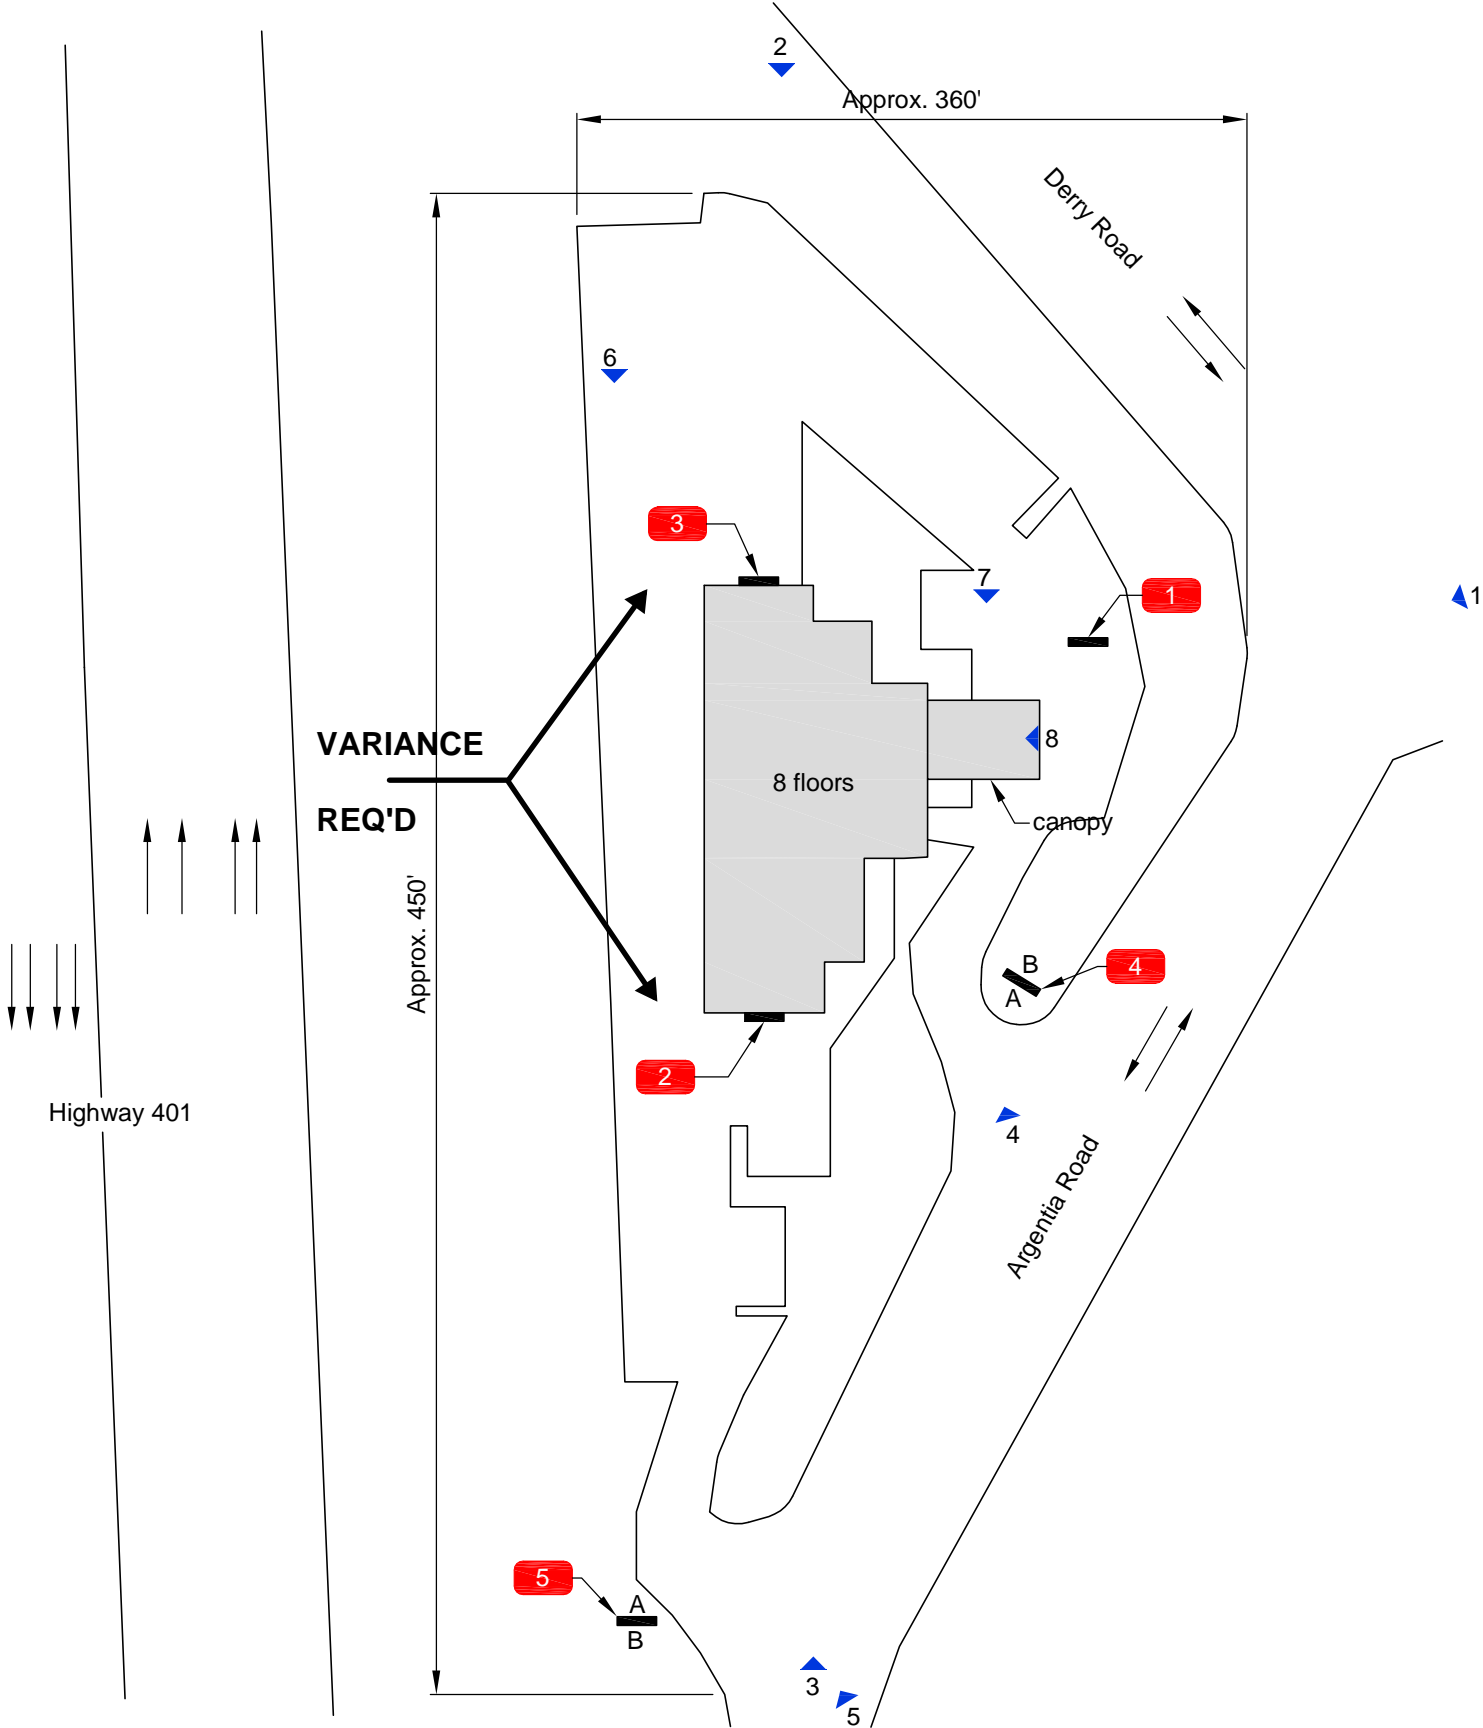 2
Approx. 360'
Derry Road
6
3
7
1
1
VARIANCE
8
8 floors
REQ'D
canopy
Approx. 450'
B
4
A
2
Highway 401
4
Argentia Road
5
A
B
3
5